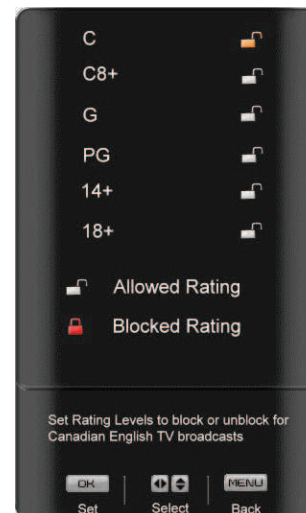 C
C8+
G
PG
14+
18+
Allowed Rating
Blocked Rating
Set Rating Levels to block or unblock for
Canadian English TV broadcasts
OK MENU
Set Select Back